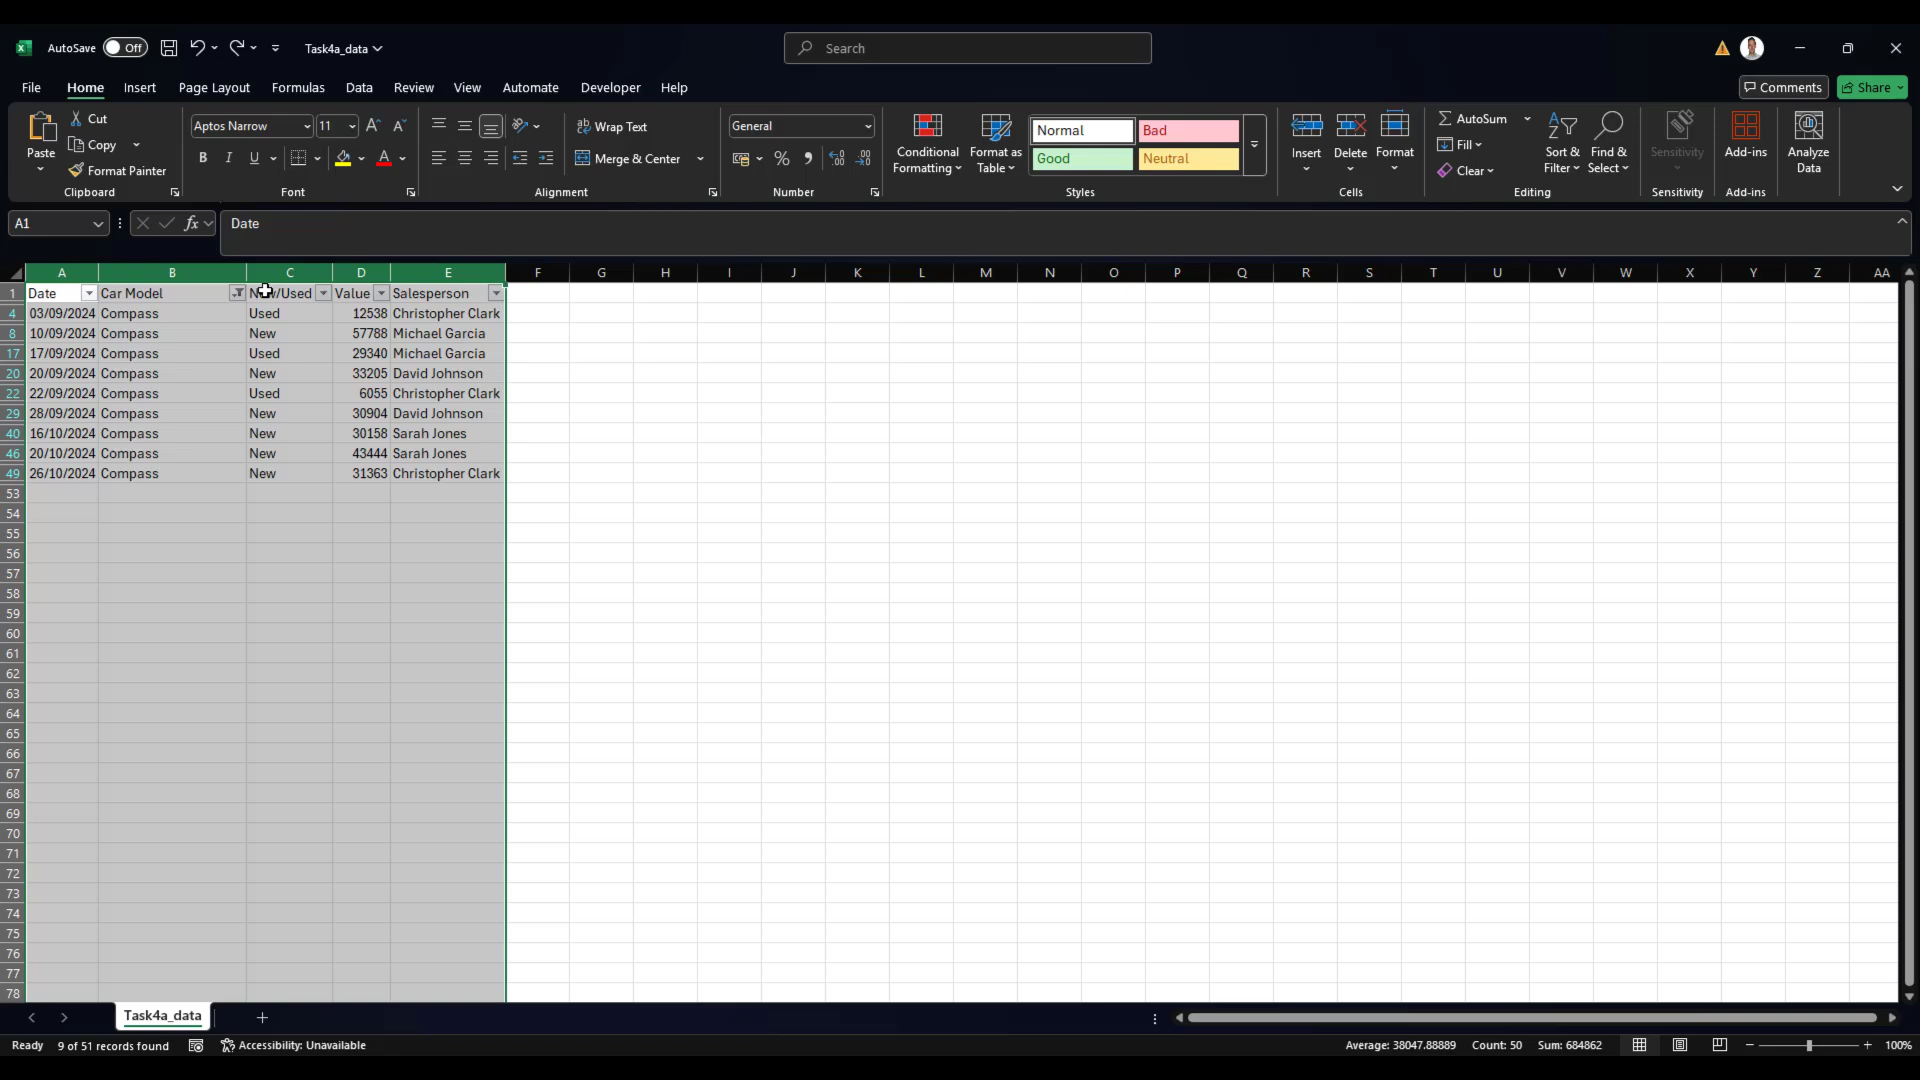 AutoSave Off Task4a_data Search
File Home Insert Page Layout Formulas Data Review View Automate Developer Help Comments Share
Paste Cut Copy Format Painter Clipboard
Aptos Narrow 11 B I U A Font
Wrap Text Merge & Center Alignment
General % Number
Conditional Formatting Format as Table Normal Bad Good Neutral Styles
Insert Delete Format Cells
AutoSum Fill Clear Sort & Filter Find & Select Editing
Sensitivity Sensitivity Add-ins Add-ins Analyze Data
A1 fx Date
A B C D E F G H I J K L M N O P Q R S T U V W X Y Z AA
1 Date Car Model New/Used Value Salesperson
4 03/09/2024 Compass Used 12538 Christopher Clark
8 10/09/2024 Compass New 57788 Michael Garcia
17 17/09/2024 Compass Used 29340 Michael Garcia
20 20/09/2024 Compass New 33205 David Johnson
22 22/09/2024 Compass Used 6055 Christopher Clark
29 28/09/2024 Compass New 30904 David Johnson
40 16/10/2024 Compass New 30158 Sarah Jones
46 20/10/2024 Compass New 43444 Sarah Jones
49 26/10/2024 Compass New 31363 Christopher Clark
53
54
55
56
57
58
59
60
61
62
63
64
65
66
67
68
69
70
71
72
73
74
75
76
77
78
Task4a_data
Ready 9 of 51 records found Accessibility: Unavailable Average: 38047.88889 Count: 50 Sum: 684862 100%